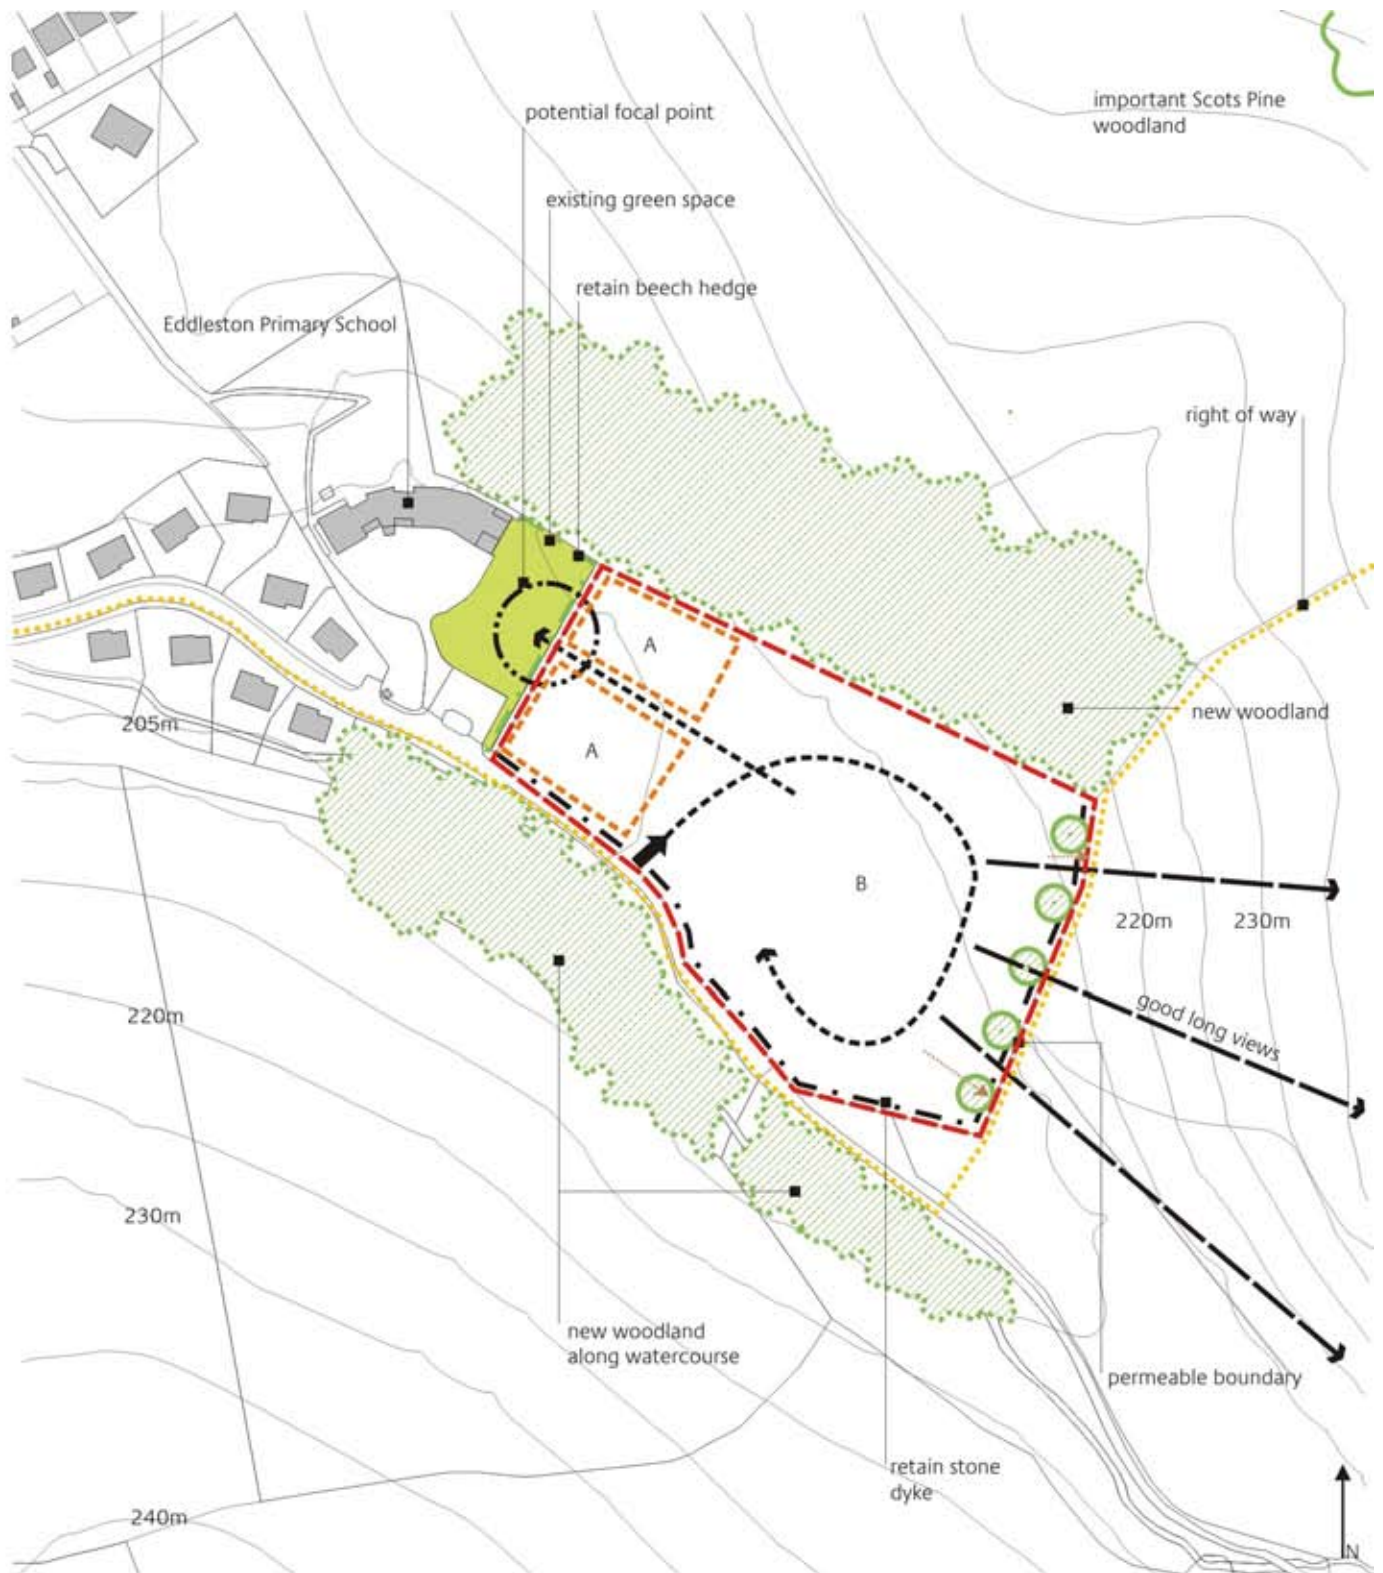 important Scots Pine
woodland
potential focal point
existing green space
retain beech hedge
Eddleston Primary School
right of way
A
new woodland
205m
A
B
220m
230m
good long views
220m
230m
new woodland
along watercourse
permeable boundary
retain stone
dyke
240m
N